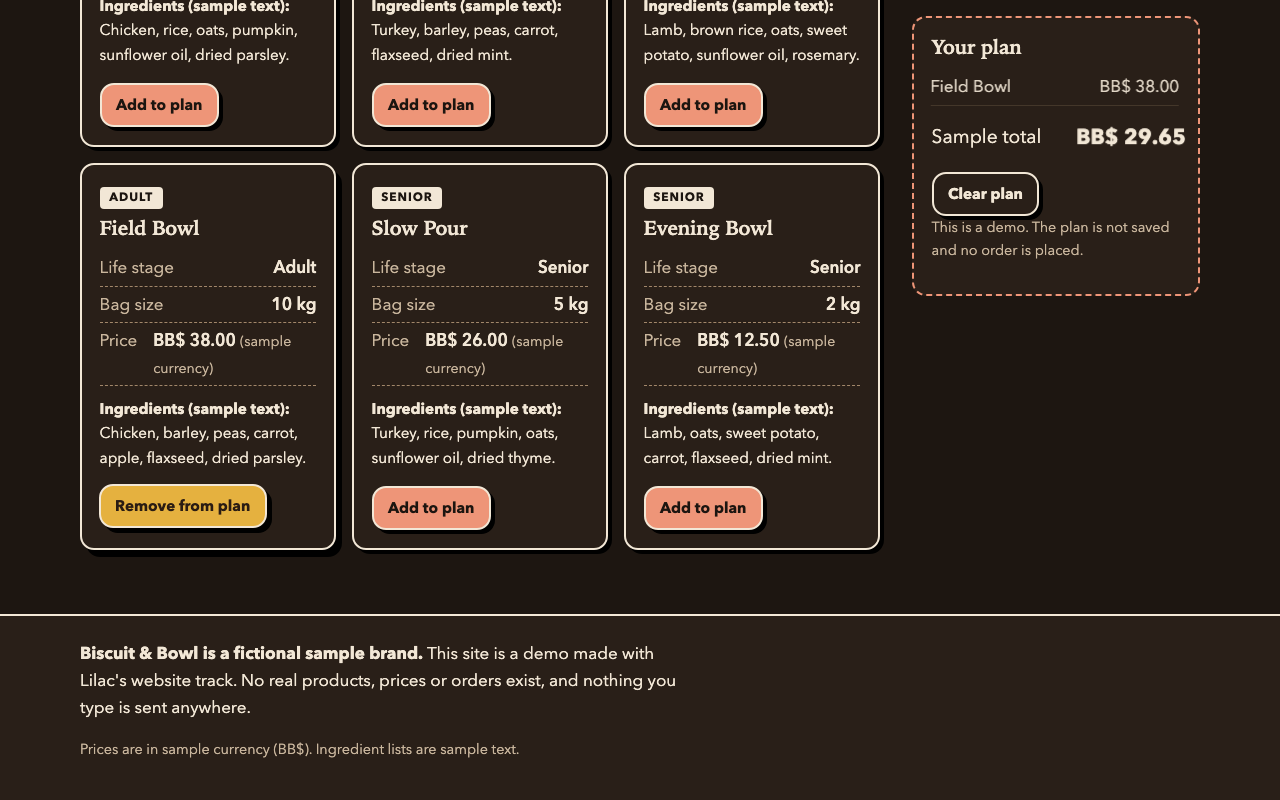 Ingredients (sample text):
Chicken, rice, oats, pumpkin,
sunflower oil, dried parsley.
Add to plan
Ingredients (sample text):
Turkey, barley, peas, carrot,
flaxseed, dried mint.
Add to plan
Ingredients (sample text):
Lamb, brown rice, oats, sweet
potato, sunflower oil, rosemary.
Add to plan
ADULT
Field Bowl
Life stage Adult
Bag size 10 kg
Price BB$ 38.00 (sample
currency)
Ingredients (sample text):
Chicken, barley, peas, carrot,
apple, flaxseed, dried parsley.
Remove from plan
SENIOR
Slow Pour
Life stage Senior
Bag size 5 kg
Price BB$ 26.00 (sample
currency)
Ingredients (sample text):
Turkey, rice, pumpkin, oats,
sunflower oil, dried thyme.
Add to plan
SENIOR
Evening Bowl
Life stage Senior
Bag size 2 kg
Price BB$ 12.50 (sample
currency)
Ingredients (sample text):
Lamb, oats, sweet potato,
carrot, flaxseed, dried mint.
Add to plan
Your plan
Field Bowl BB$ 38.00
Sample total BB$ 29.65
Clear plan
This is a demo. The plan is not saved
and no order is placed.
Biscuit & Bowl is a fictional sample brand. This site is a demo made with
Lilac's website track. No real products, prices or orders exist, and nothing you
type is sent anywhere.
Prices are in sample currency (BB$). Ingredient lists are sample text.